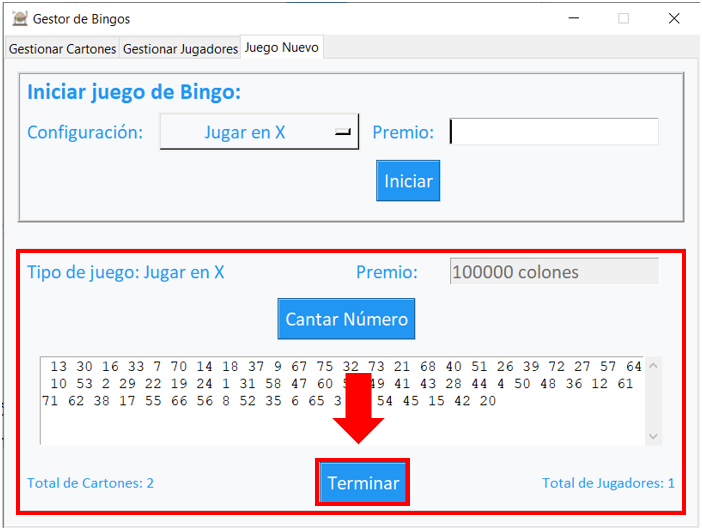 Gestor de Bingos
Gestionar Cartones Gestionar Jugadores Juego Nuevo
Iniciar juego de Bingo:
Configuración: Jugar en X Premio:
Iniciar
Tipo de juego: Jugar en X Premio: 100000 colones
Cantar Número
13 30 16 33 7 70 14 18 37 9 67 75 32 73 21 68 40 51 26 39 72 27 57 64
10 53 2 29 22 19 24 1 31 58 47 60 49 41 43 28 44 4 50 48 36 12 61
71 62 38 17 55 66 56 8 52 35 6 65 54 45 15 42 20
Terminar
Total de Cartones: 2 Total de Jugadores: 1